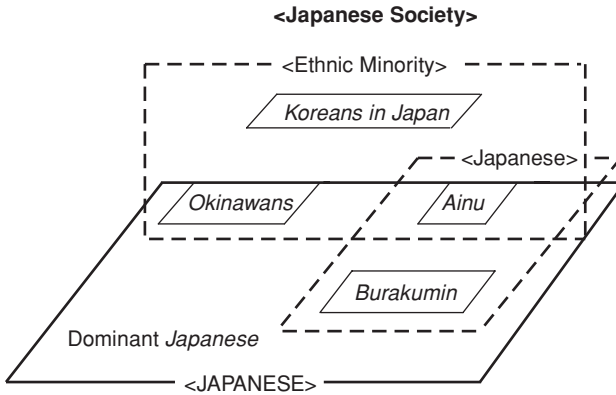 <Japanese Society>
<Ethnic Minority>
Koreans in Japan
<Japanese>
Okinawans
Ainu
Burakumin
Dominant Japanese
<JAPANESE>